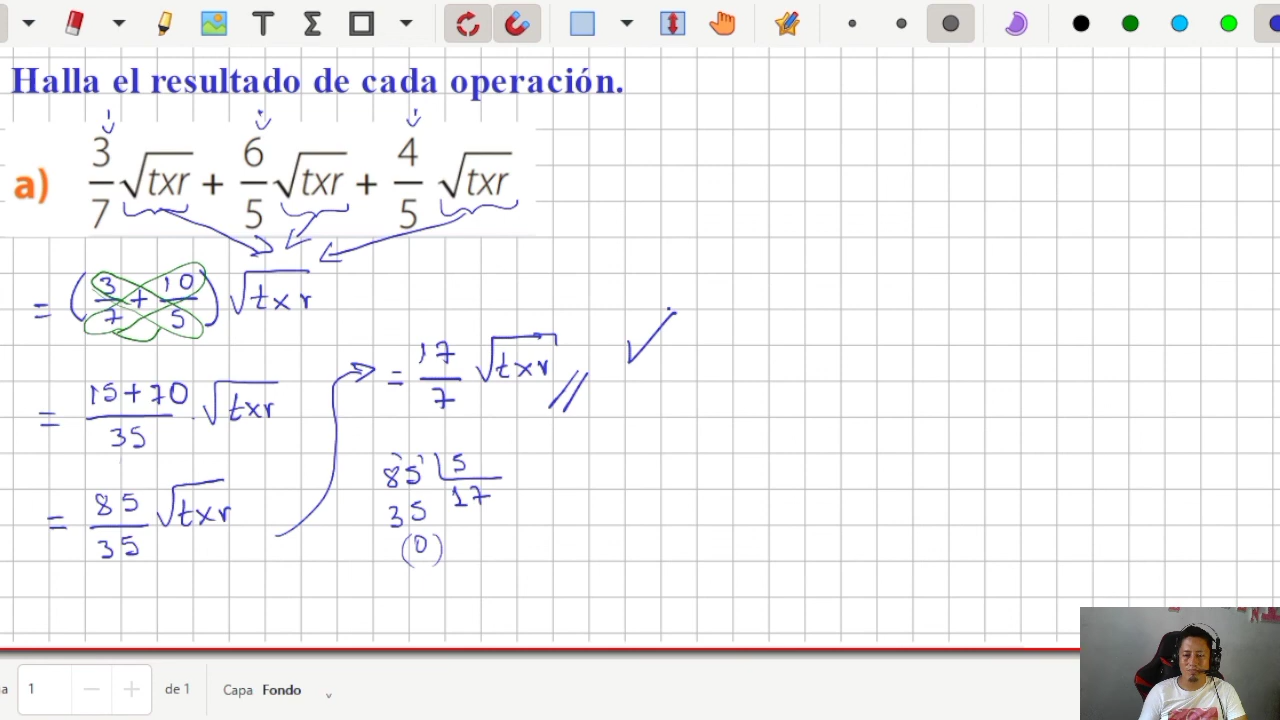 Halla el resultado de cada operación.
a) 3/7 √txr + 6/5 √txr + 4/5 √txr
= (3/7 + 10/5) √txr
= 15+70/35 . √txr
= 85/35 √txr
= 17/7 √txr //
85 5
35 17
(0)
1
de 1
Capa Fondo